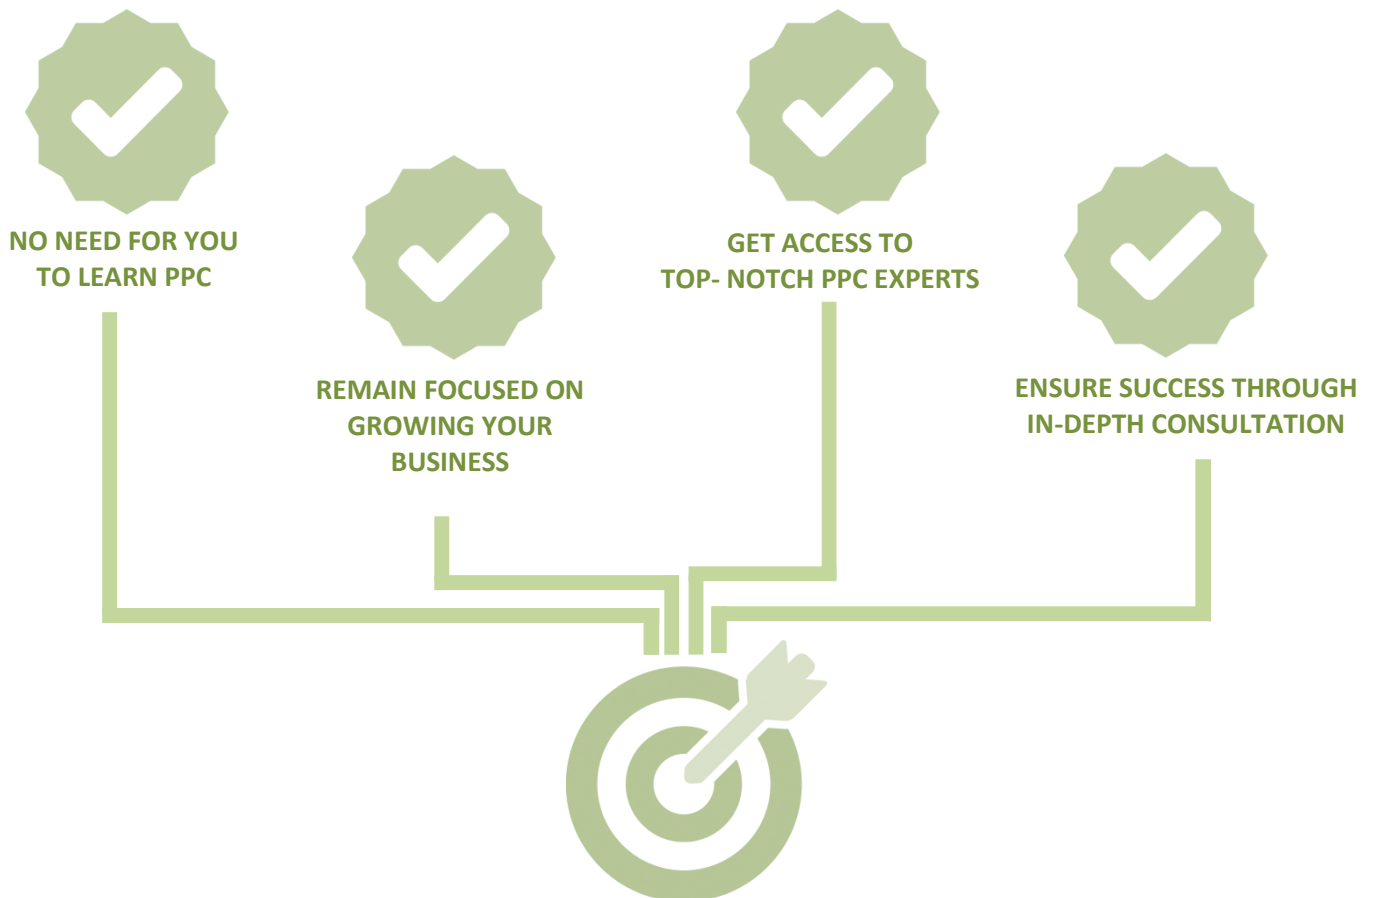 NO NEED FOR YOU
TO LEARN PPC
REMAIN FOCUSED ON
GROWING YOUR
BUSINESS
GET ACCESS TO
TOP- NOTCH PPC EXPERTS
ENSURE SUCCESS THROUGH
IN-DEPTH CONSULTATION